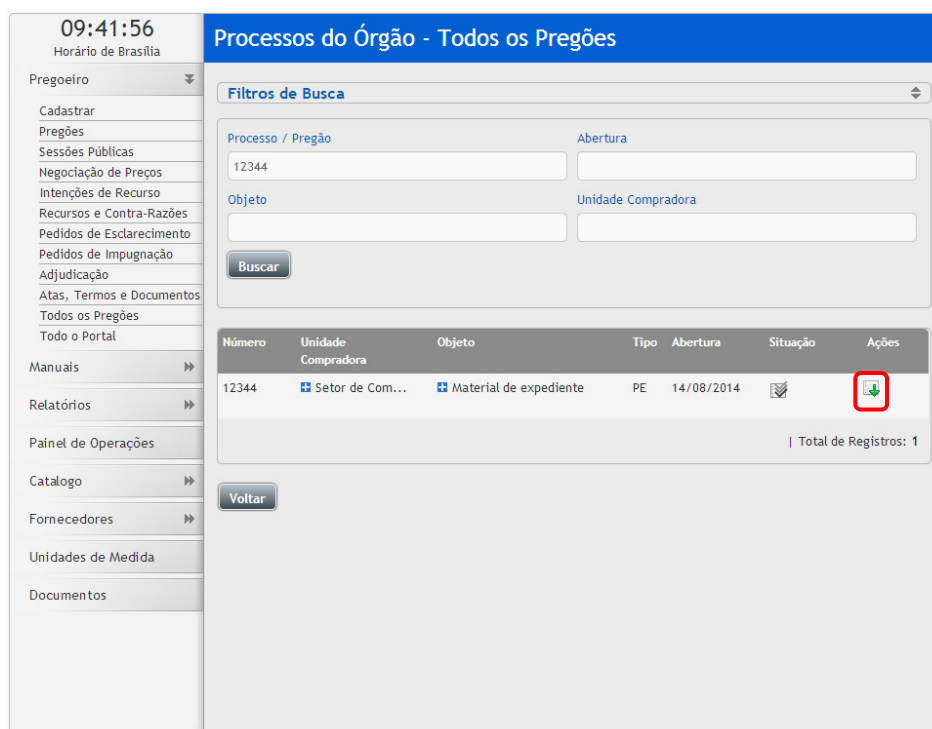 09:41:56
Horário de Brasília
Pregoeiro
Cadastrar
Pregões
Sessões Públicas
Negociação de Preços
Intenções de Recurso
Recursos e Contra-Razões
Pedidos de Esclarecimento
Pedidos de Impugnação
Adjudicação
Atas, Termos e Documentos
Todos os Pregões
Todo o Portal
Manuais
Relatórios
Painel de Operações
Catalogo
Fornecedores
Unidades de Medida
Documentos
Processos do Órgão - Todos os Pregões
Filtros de Busca
Processo / Pregão Abertura
12344
Objeto Unidade Compradora
Buscar
Número Unidade Compradora Objeto Tipo Abertura Situação Ações
12344 Setor de Com... Material de expediente PE 14/08/2014
| Total de Registros: 1
Voltar